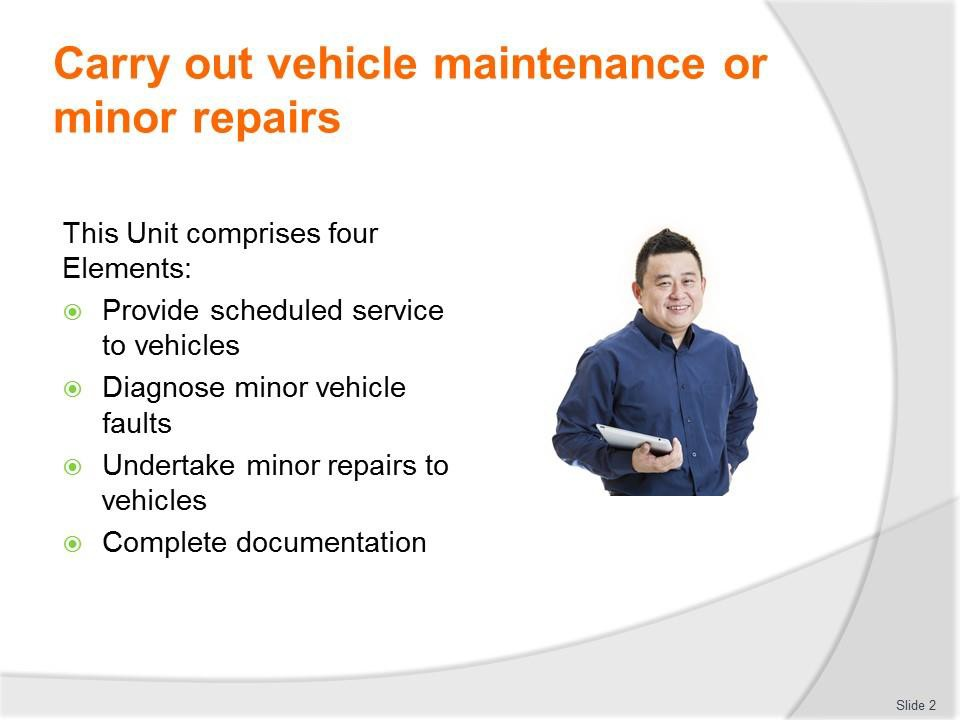 Carry out vehicle maintenance or
minor repairs
This Unit comprises four
Elements:
Provide scheduled service
to vehicles
Diagnose minor vehicle
faults
Undertake minor repairs to
vehicles
Complete documentation
Slide 2